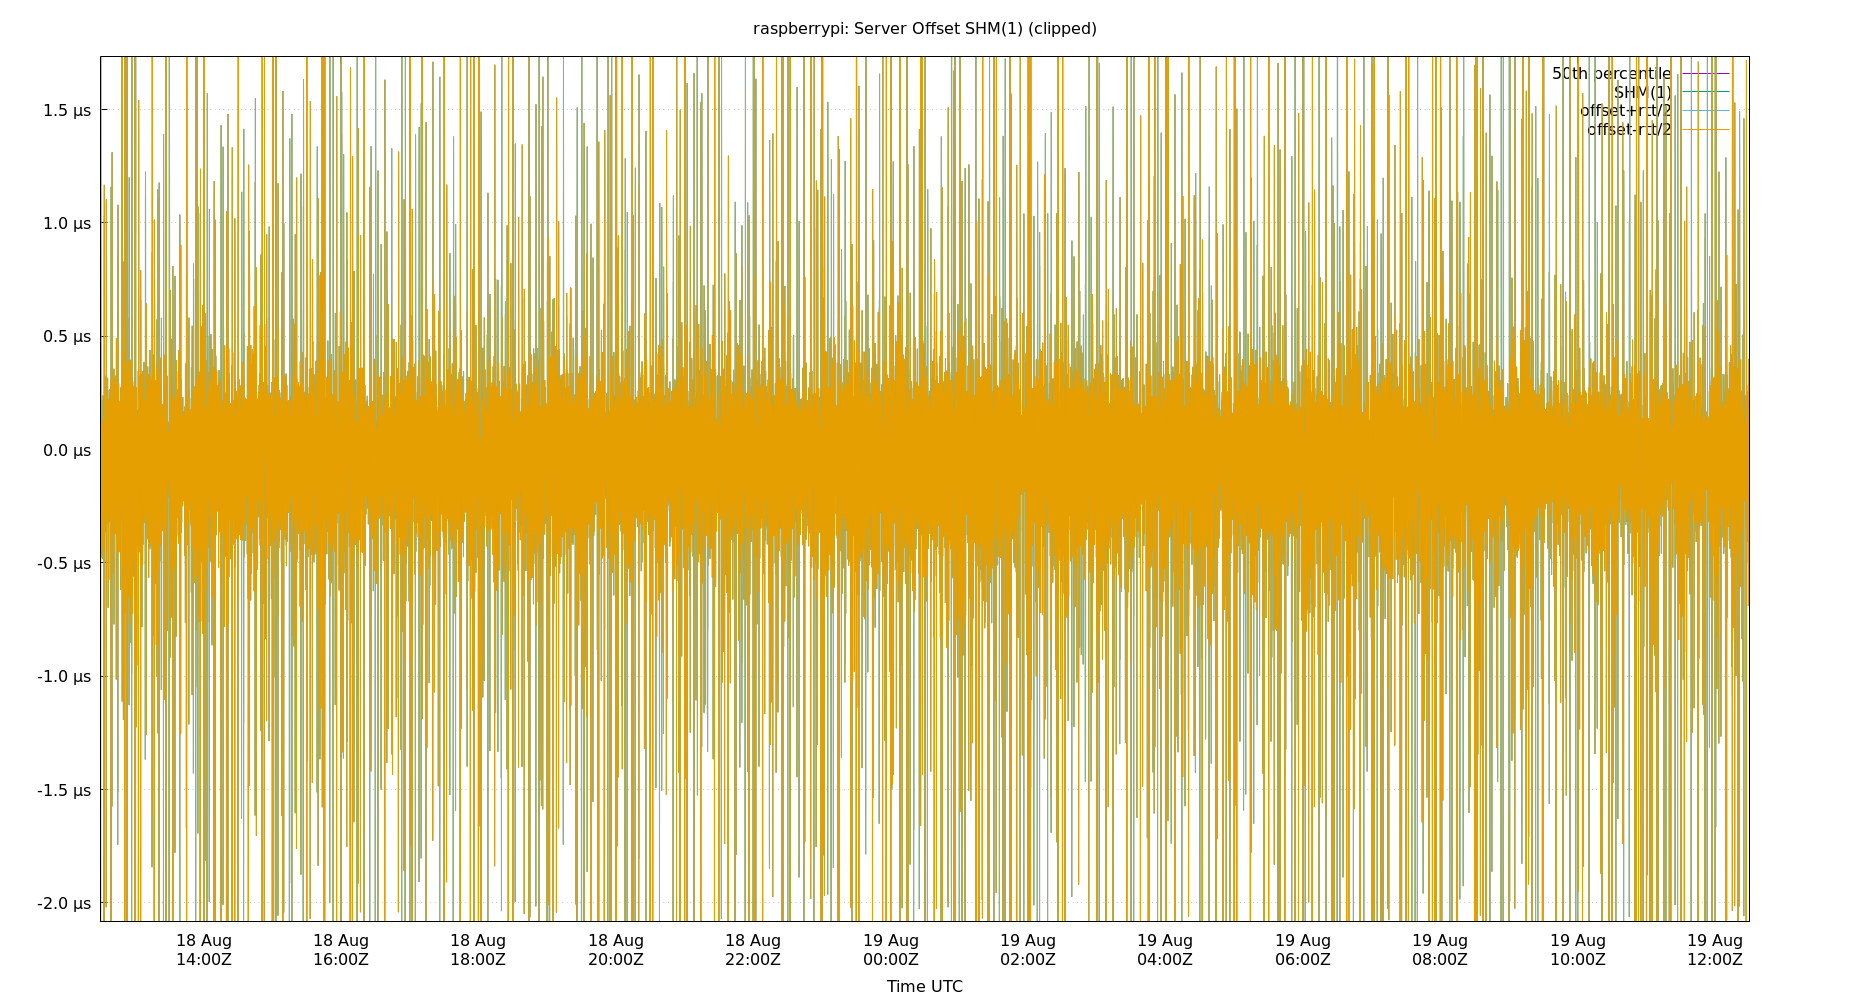 raspberrypi: Server Offset SHM(1) (clipped)
50th percentile
SHM(1)
offset+rtt/2
offset-rtt/2
1.5 µs
1.0 µs
0.5 µs
0.0 µs
-0.5 µs
-1.0 µs
-1.5 µs
-2.0 µs
18 Aug 18 Aug 18 Aug 18 Aug 18 Aug 19 Aug 19 Aug 19 Aug 19 Aug 19 Aug 19 Aug 19 Aug
14:00Z 16:00Z 18:00Z 20:00Z 22:00Z 00:00Z 02:00Z 04:00Z 06:00Z 08:00Z 10:00Z 12:00Z
Time UTC